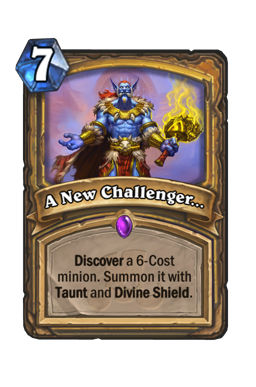 7
A New Challenger...
Discover a 6-Cost
minion. Summon it with
Taunt and Divine Shield.